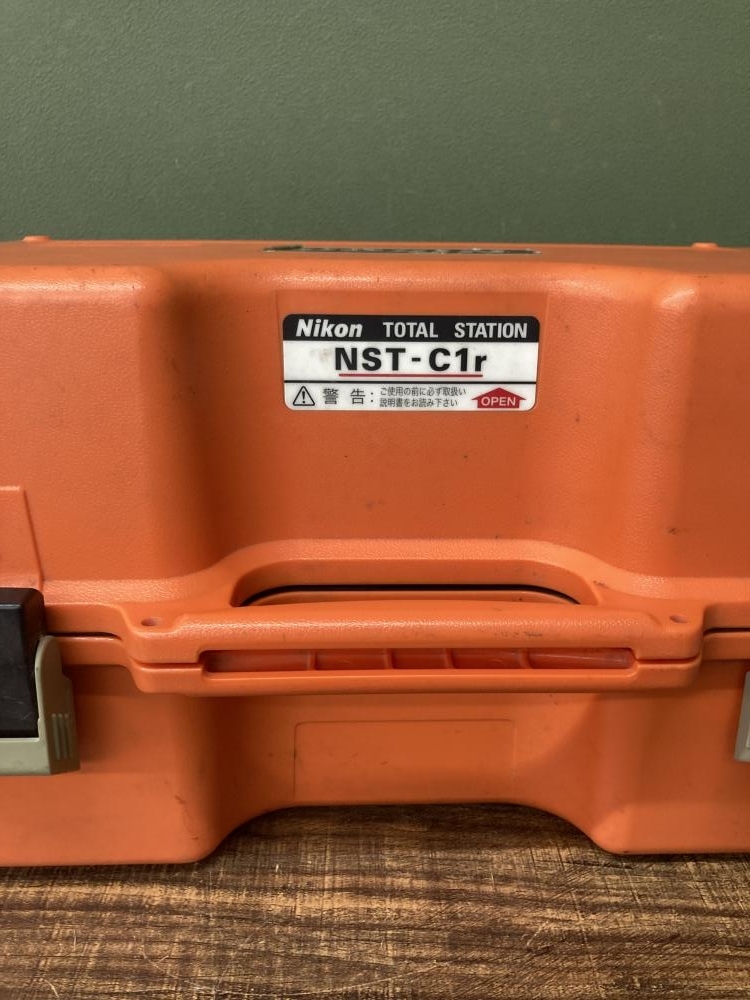 Nikon TOTAL STATION
NST-C1r
警告: ご使用の前に必ず取扱い
説明書をお読み下さい
OPEN